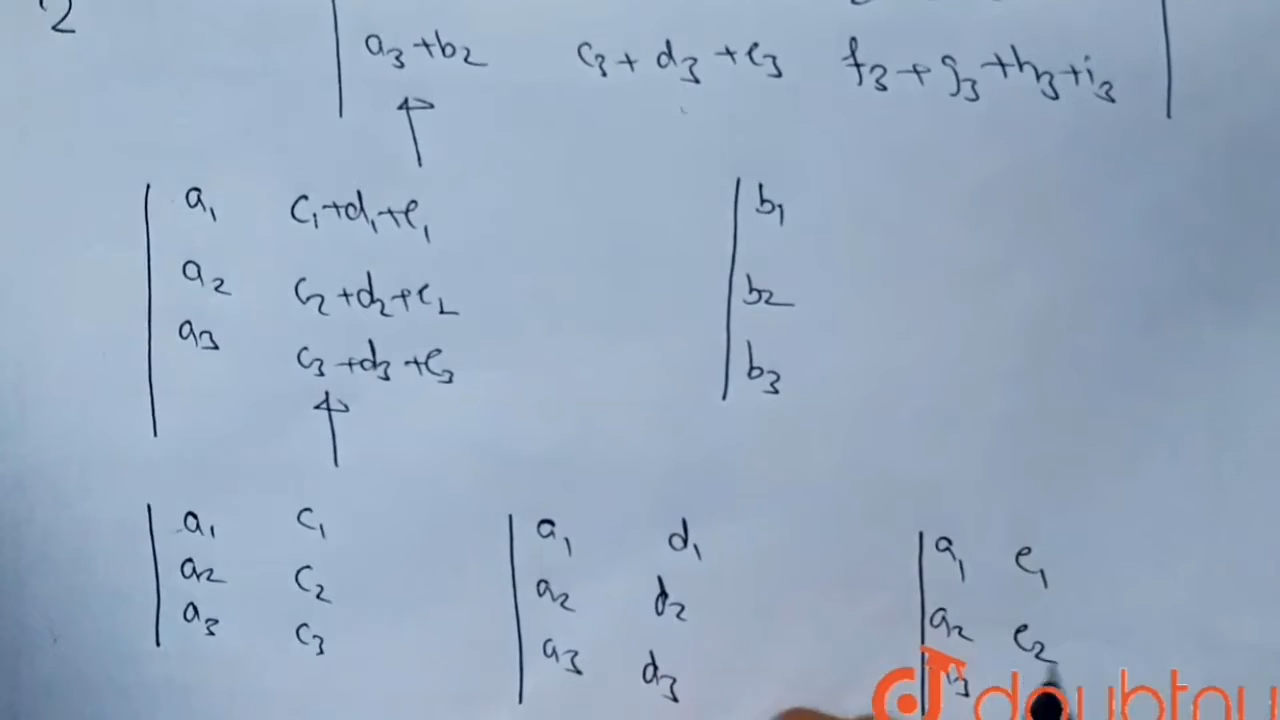 2
a₃+b₂ c₃+d₃+e₃ f₃+g₃+h₃+i₃
a₁ c₁+d₁+e₁ b₁
a₂ c₂+d₂+e₂ b₂
a₃ c₃+d₃+e₃ b₃
a₁ c₁ a₁ d₁ a₁ e₁
a₂ c₂ a₂ d₂ a₂ e₂
a₃ c₃ a₃ d₃
doubtnu